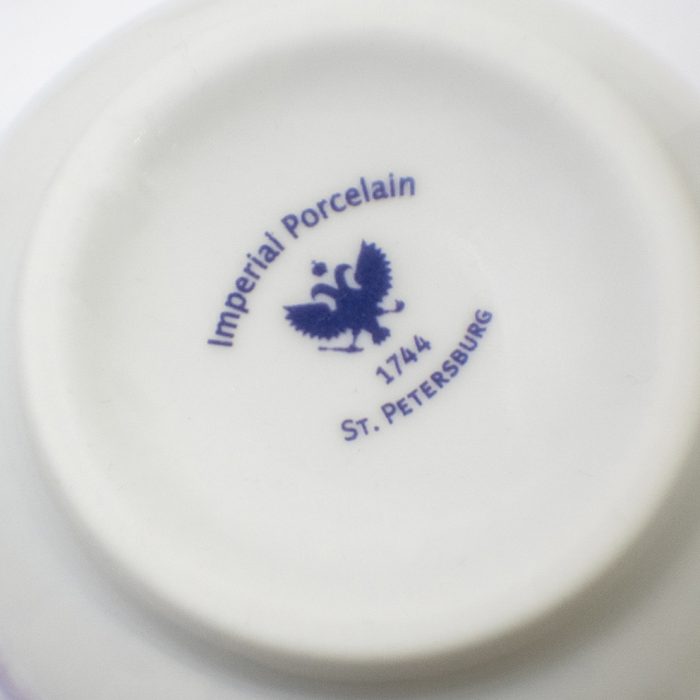 Imperial Porcelain
1744
St. Petersburg